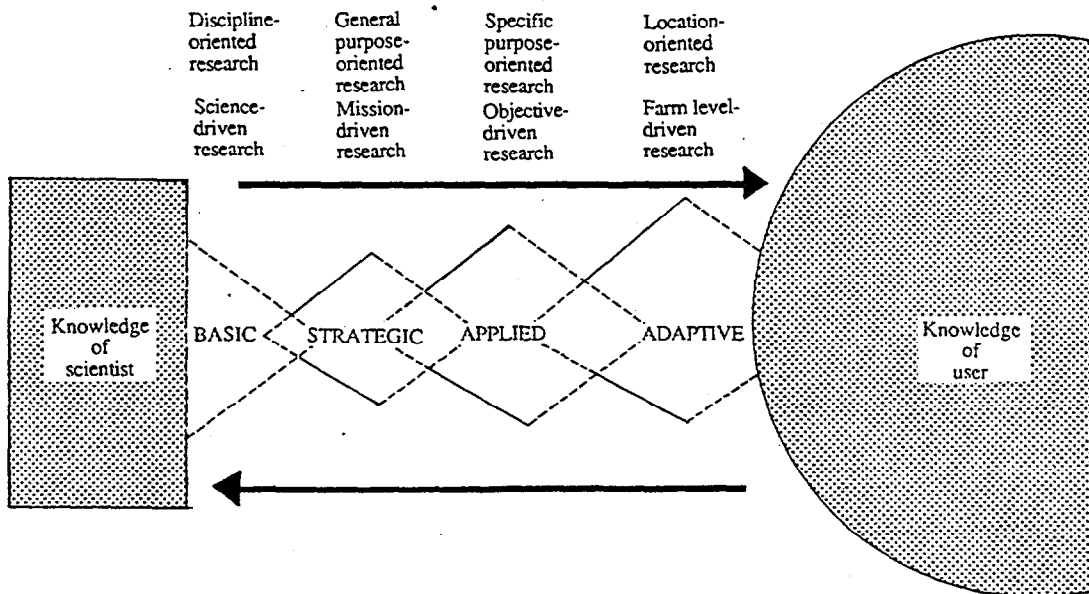 Discipline-
oriented
research
General
purpose-
oriented
research
Specific
purpose-
oriented
research
Location-
oriented
research
Science-
driven
research
Mission-
driven
research
Objective-
driven
research
Farm level-
driven
research
Knowledge
of
scientist
BASIC
STRATEGIC
APPLIED
ADAPTIVE
Knowledge
of
user